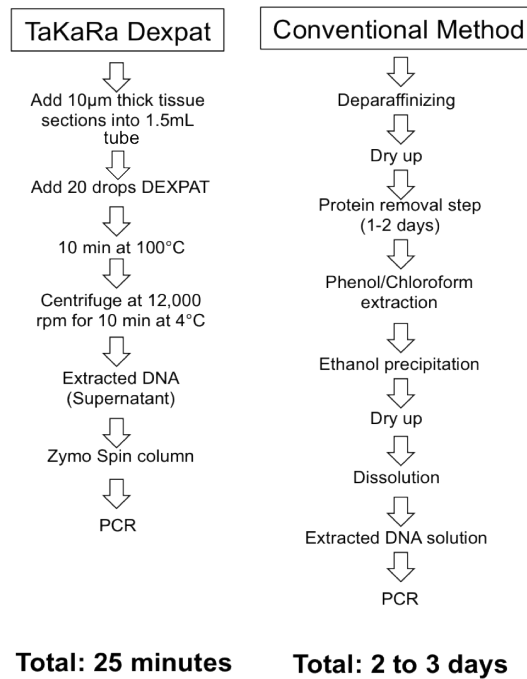 TaKaRa Dexpat
Add 10µm thick tissue
sections into 1.5mL
tube
Add 20 drops DEXPAT
10 min at 100°C
Centrifuge at 12,000
rpm for 10 min at 4°C
Extracted DNA
(Supernatant)
Zymo Spin column
PCR
Total: 25 minutes
Conventional Method
Deparaffinizing
Dry up
Protein removal step
(1-2 days)
Phenol/Chloroform
extraction
Ethanol precipitation
Dry up
Dissolution
Extracted DNA solution
PCR
Total: 2 to 3 days